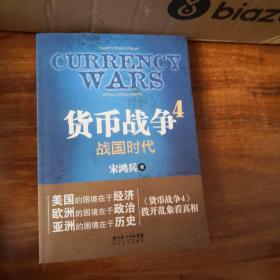 CURRENCY
WARS
货币战争4
战国时代
宋鸿兵 著
美国的困境在于经济
欧洲的困境在于政治
亚洲的困境在于历史
《货币战争4》
拨开乱象看真相
biaz